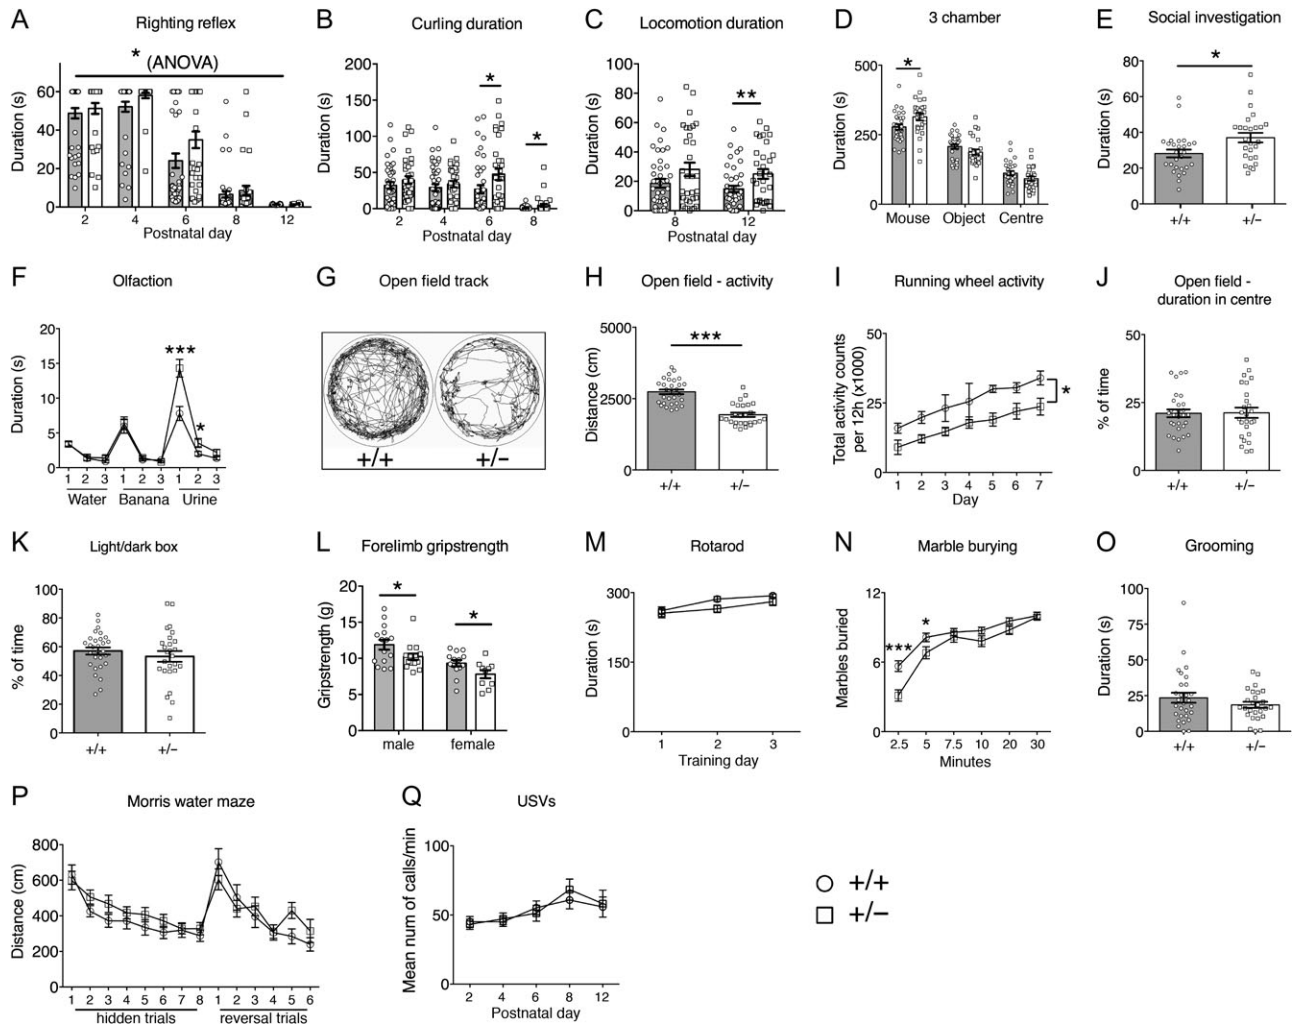 A
Righting reflex
* (ANOVA)
Duration (s)
60
40
20
0
2 4 6 8 12
Postnatal day
B
Curling duration
Duration (s)
200
150
100
50
0
*
*
2 4 6 8
Postnatal day
C
Locomotion duration
Duration (s)
100
80
60
40
20
0
**
8 12
Postnatal day
D
3 chamber
Duration (s)
500
250
0
*
Mouse Object Centre
E
Social investigation
Duration (s)
80
60
40
20
0
*
+/+ +/−
F
Olfaction
Duration (s)
20
15
10
5
0
***
*
1 2 3 1 2 3 1 2 3
Water Banana Urine
G
Open field track
+/+ +/−
H
Open field - activity
Distance (cm)
5000
2500
0
***
+/+ +/−
I
Running wheel activity
Total activity counts
per 12h (x1000)
50
25
0
*
1 2 3 4 5 6 7
Day
J
Open field -
duration in centre
% of time
50
25
0
+/+ +/−
K
Light/dark box
% of time
100
80
60
40
20
0
+/+ +/−
L
Forelimb gripstrength
Gripstrength (g)
20
15
10
5
0
*
*
male female
M
Rotarod
Duration (s)
300
150
0
1 2 3
Training day
N
Marble burying
Marbles buried
12
6
0
***
*
2.5 5 7.5 10 20 30
Minutes
O
Grooming
Duration (s)
100
75
50
25
0
+/+ +/−
P
Morris water maze
Distance (cm)
800
600
400
200
0
1 2 3 4 5 6 7 8 1 2 3 4 5 6
hidden trials reversal trials
Q
USVs
Mean num of calls/min
100
50
0
2 4 6 8 12
Postnatal day
+/+
+/−